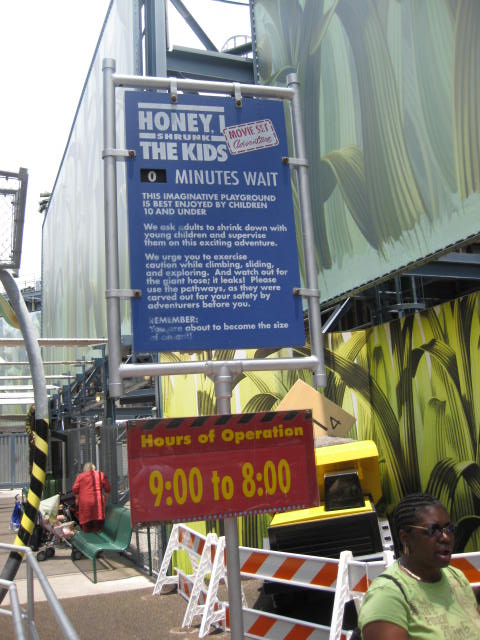 HONEY, I
SHRUNK
THE KIDS
MOVIE SET
Adventure
0 MINUTES WAIT
THIS IMAGINATIVE PLAYGROUND
IS BEST ENJOYED BY CHILDREN
10 AND UNDER
We ask adults to shrink down with
young children and supervise
them on this exciting adventure.
We urge you to exercise
caution while climbing, sliding,
and exploring. And watch out for
the giant hose; it leaks! Please
use the pathways, as they were
carved out for your safety by
adventurers before you.
REMEMBER:
You are about to become the size
of an ant!
Hours of Operation
9:00 to 8:00
14